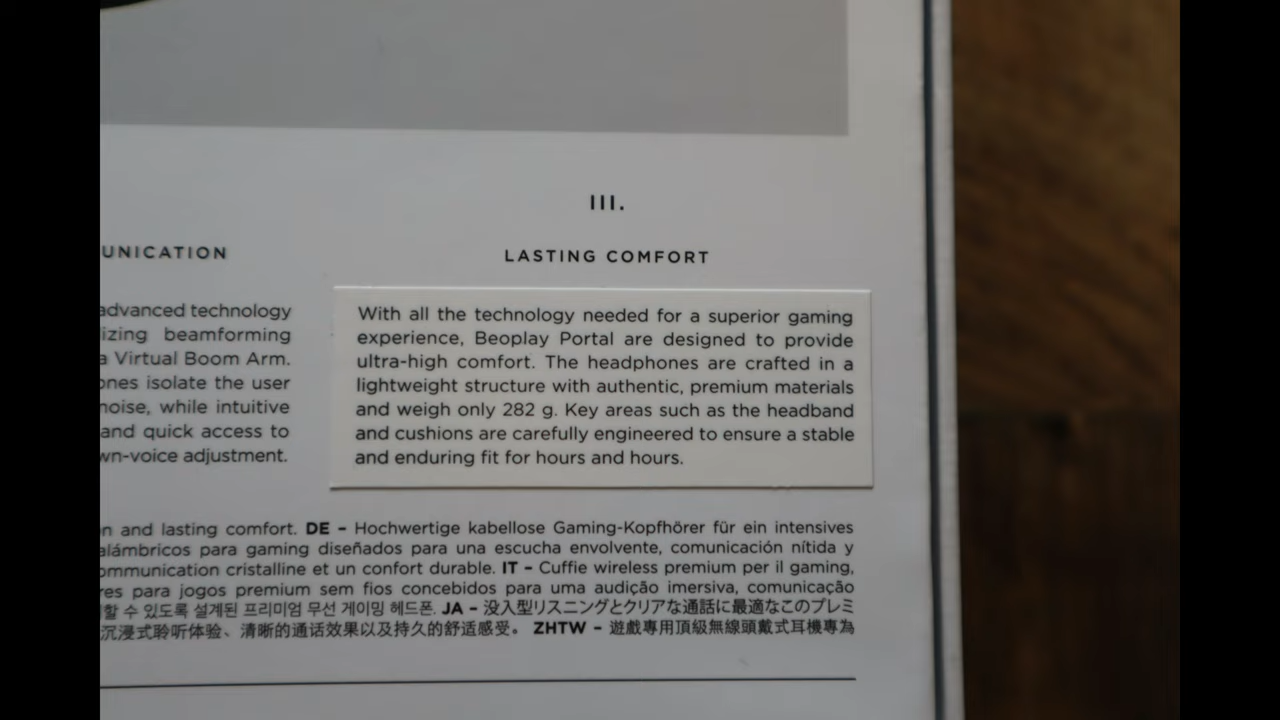 III.
UNICATION
LASTING COMFORT
advanced technology
izing beamforming
a Virtual Boom Arm.
ones isolate the user
noise, while intuitive
and quick access to
wn-voice adjustment.
With all the technology needed for a superior gaming
experience, Beoplay Portal are designed to provide
ultra-high comfort. The headphones are crafted in a
lightweight structure with authentic, premium materials
and weigh only 282 g. Key areas such as the headband
and cushions are carefully engineered to ensure a stable
and enduring fit for hours and hours.
n and lasting comfort. DE – Hochwertige kabellose Gaming-Kopfhörer für ein intensives
alámbricos para gaming diseñados para una escucha envolvente, comunicación nítida y
ommunication cristalline et un confort durable. IT – Cuffie wireless premium per il gaming,
res para jogos premium sem fios concebidos para uma audição imersiva, comunicação
할 수 있도록 설계된 프리미엄 무선 게이밍 헤드폰. JA – 没入型リスニングとクリアな通話に最適なこのプレミ
沉浸式聆听体验、清晰的通话效果以及持久的舒适感受。 ZHTW – 遊戲專用頂級無線頭戴式耳機專為